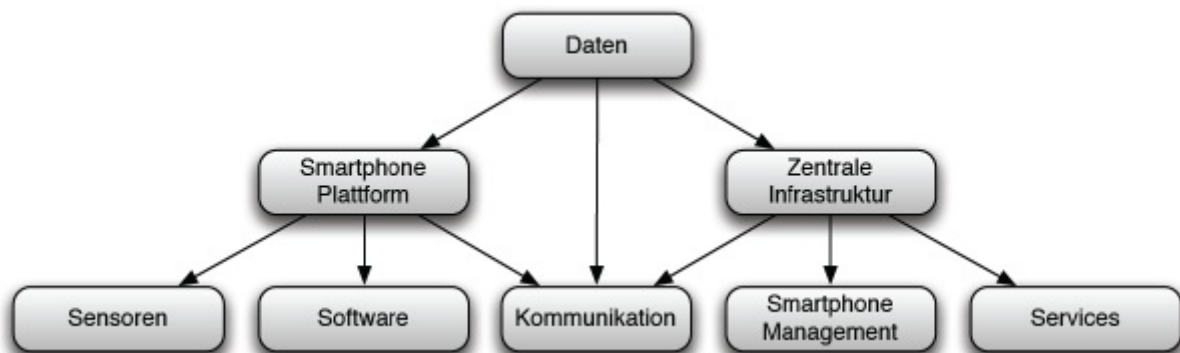 Daten
Smartphone
Plattform
Zentrale
Infrastruktur
Sensoren
Software
Kommunikation
Smartphone
Management
Services